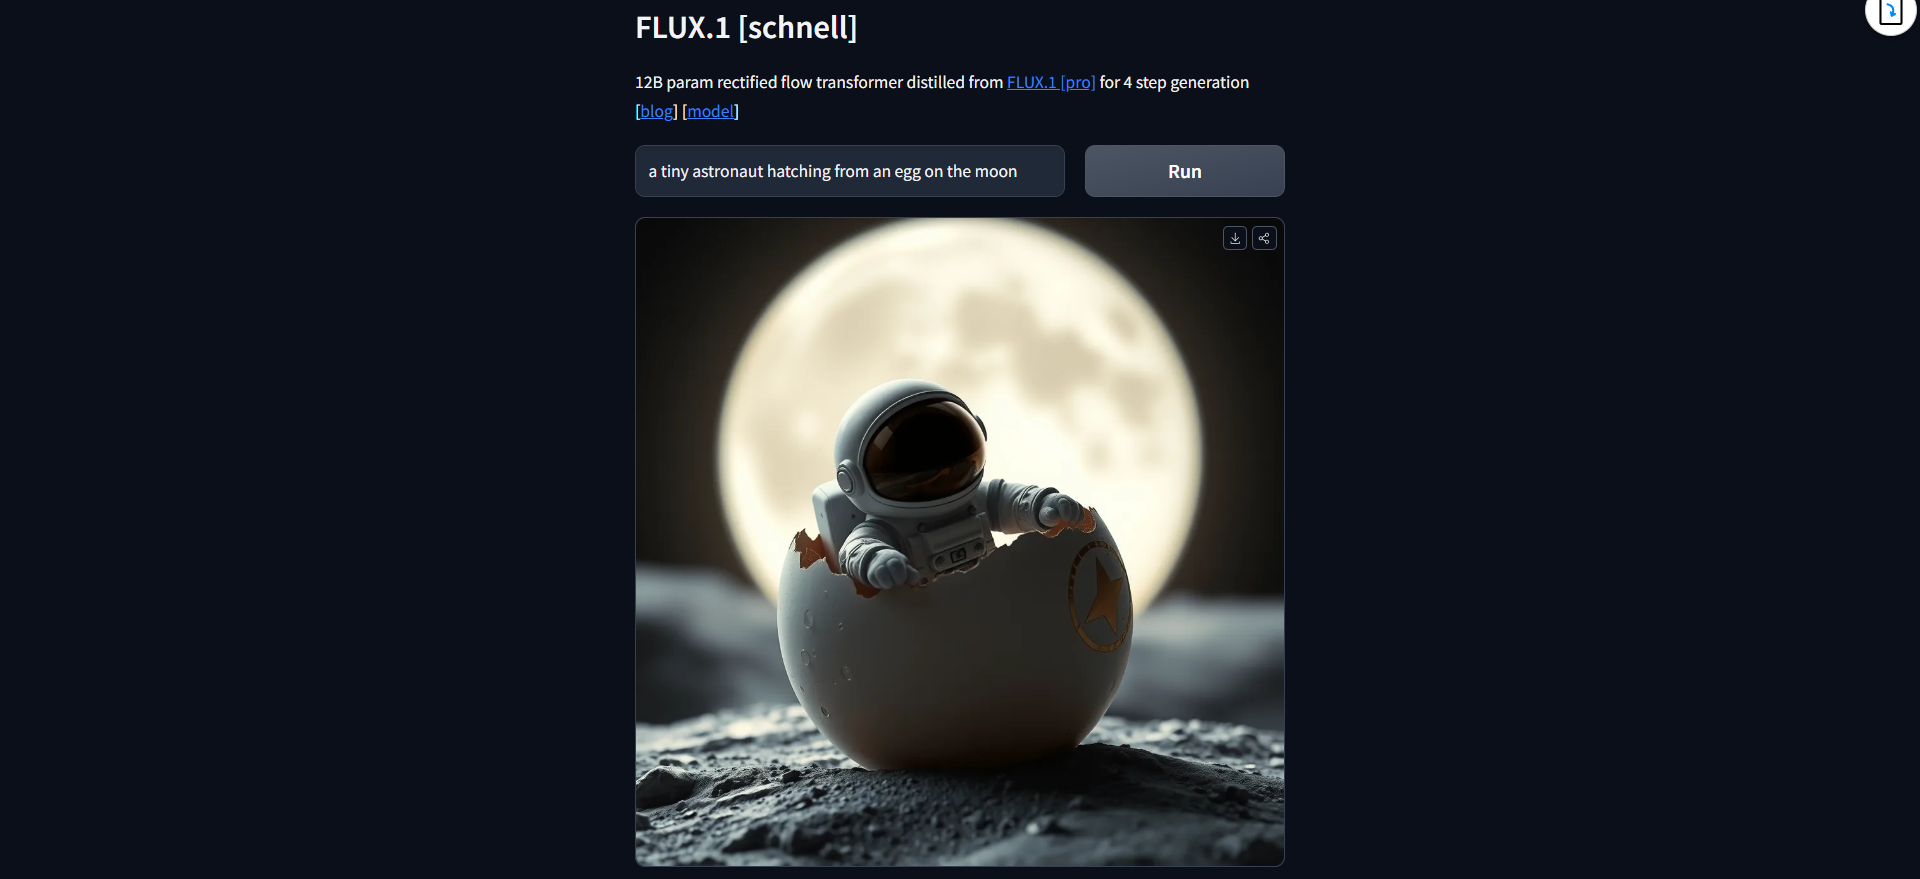 FLUX.1 [schnell]
12B param rectified flow transformer distilled from FLUX.1 [pro] for 4 step generation
[blog] [model]
a tiny astronaut hatching from an egg on the moon
Run